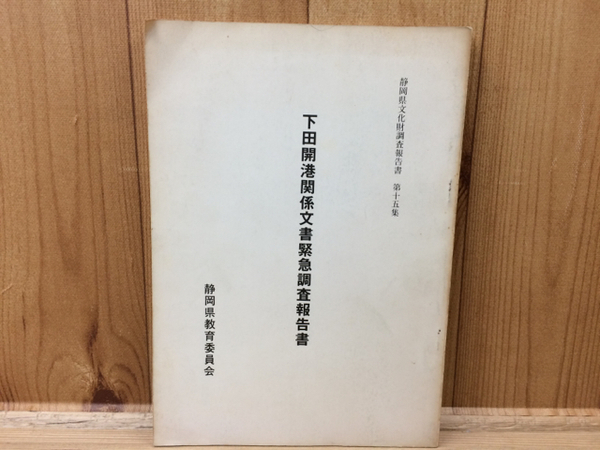 静岡県文化財調査報告書　第十五集
下田開港関係文書緊急調査報告書
静岡県教育委員会